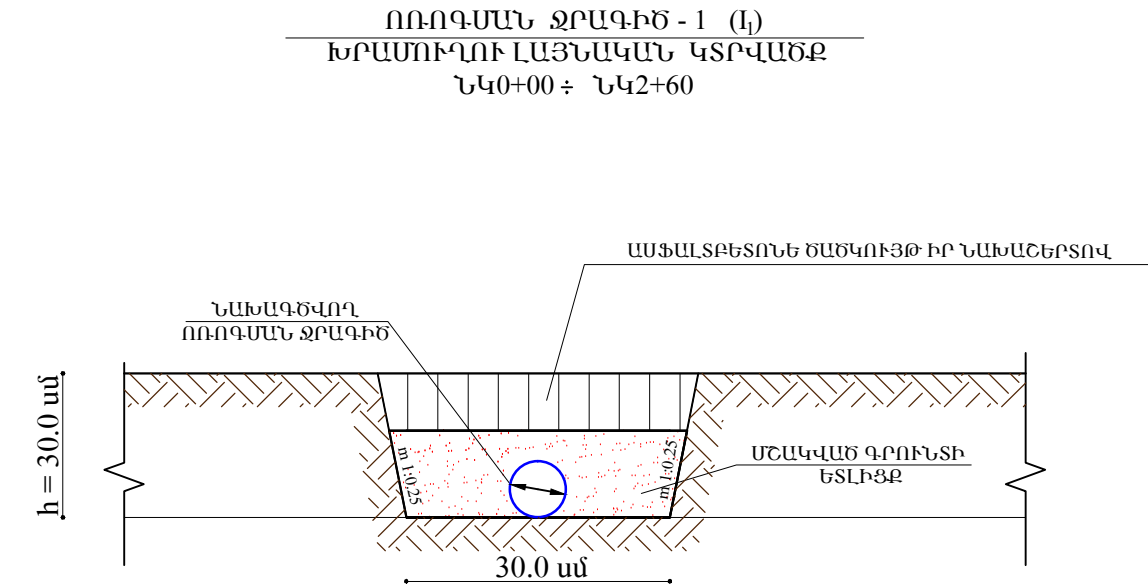 ՈՌՈԳՄԱՆ ՋՐԱԳԻԾ - 1 (I₁)
ԽՐԱՄՈՒՂՈՒ ԼԱՅՆԱԿԱՆ ԿՏՐՎԱԾՔ
ՆԿ0+00 ÷ ՆԿ2+60
ԱՍՖԱԼՏԲԵՏՈՆԵ ԾԱԾԿՈՒՅԹ ԻՐ ՆԱԽԱՇԵՐՏՈՎ
ՆԱԽԱԳԾՎՈՂ
ՈՌՈԳՄԱՆ ՋՐԱԳԻԾ
h = 30.0 սմ
m 1:0,25
m 1:0,25
ՄՇԱԿՎԱԾ ԳՐՈՒՆՏԻ
ԵՏԼԻՑՔ
30.0 սմ